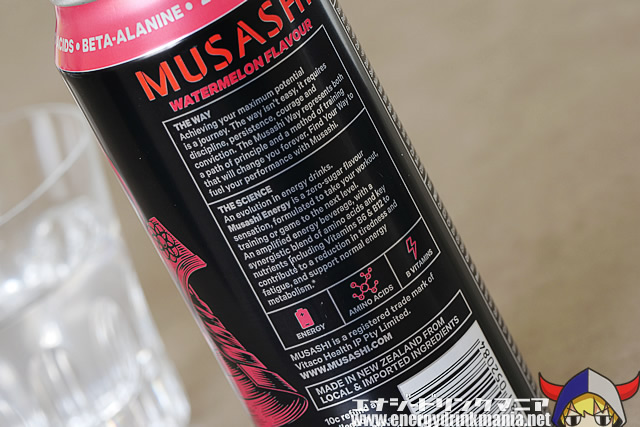 ACIDS • BETA-ALANINE •
MUSASHI
WATERMELON FLAVOUR
THE WAY
Achieving your maximum potential
is a journey. The way isn't easy, it requires
discipline, persistence, courage and
conviction. The Musashi Way represents both
a path of principle and a method of training
that will change you forever. Find Your Way to
fuel your performance with Musashi.
THE SCIENCE
An evolution in energy drinks.
Musashi Energy is a zero sugar flavour
sensation, formulated to take your workout,
training or game to the next level.
An amplified energy beverage, with a
synergistic blend of amino acids and key
nutrients including Vitamins B6 & B12 to
contribute to a reduction in tiredness and
fatigue, and support normal energy
metabolism.*
ENERGY
AMINO ACIDS
B VITAMINS
MUSASHI is a registered trade mark of
Vitaco Health IP Pty Limited.
WWW.MUSASHI.COM
MADE IN NEW ZEALAND FROM
LOCAL & IMPORTED INGREDIENTS
10c
エナジードリンクマニア
www.energydrinkmania.net